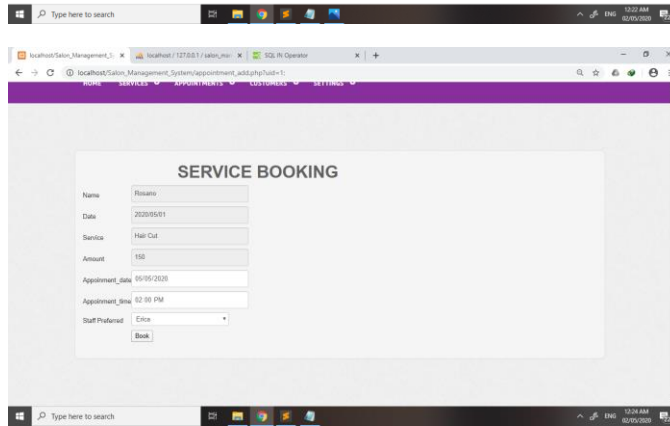 Type here to search
ENG
12:22 AM
02/05/2020
localhost/Salon_Management_S
localhost / 127.0.0.1 / salon_ma
SQL IN Operator
localhost/Salon_Management_System/appointment_add.php?uid=1;
HOME SERVICES APPOINTMENTS CUSTOMERS SETTINGS
SERVICE BOOKING
Name Rosano
Date 2020/05/01
Service Hair Cut
Amount 150
Appoinment_date 05/05/2020
Appoinment_time 02:00 PM
Staff Preferred Erica
Book
Type here to search
ENG
12:24 AM
02/05/2020